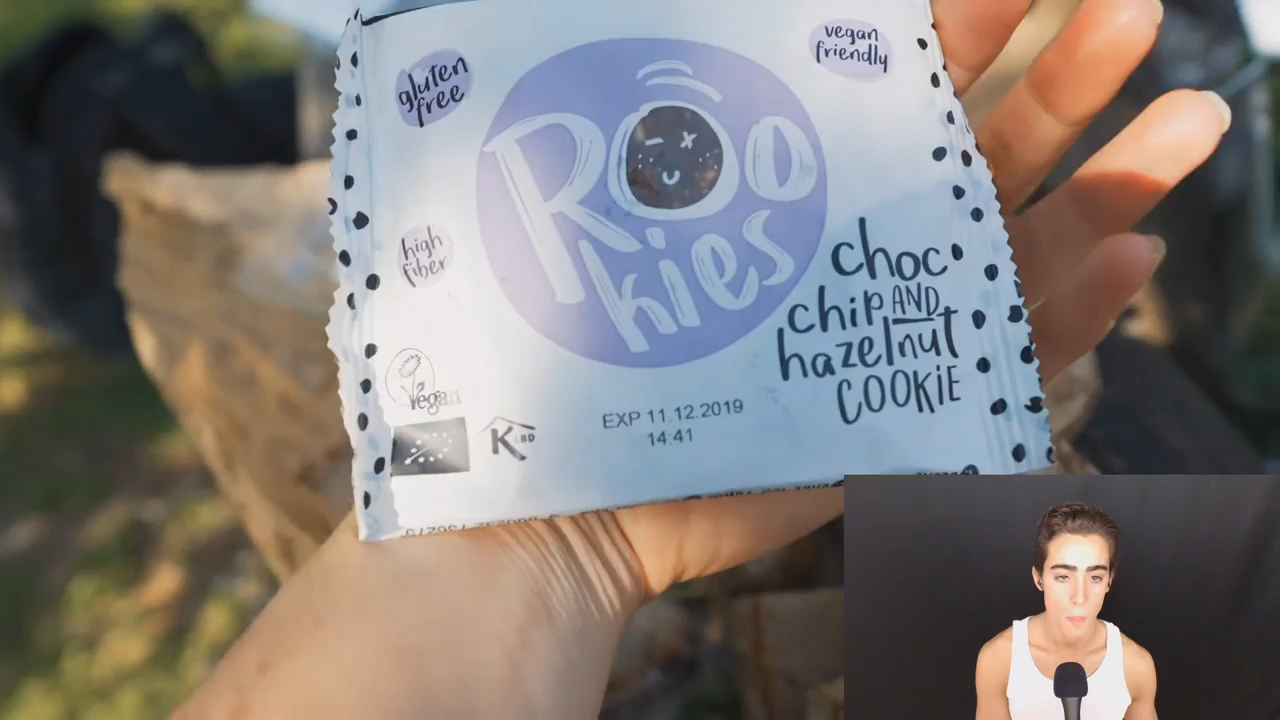 gluten
free
vegan
friendly
Roo
kies
high
fiber
choc
chip AND
hazelnut
COOKiE
Vegan
K LBD
EXP 11.12.2019
14:41